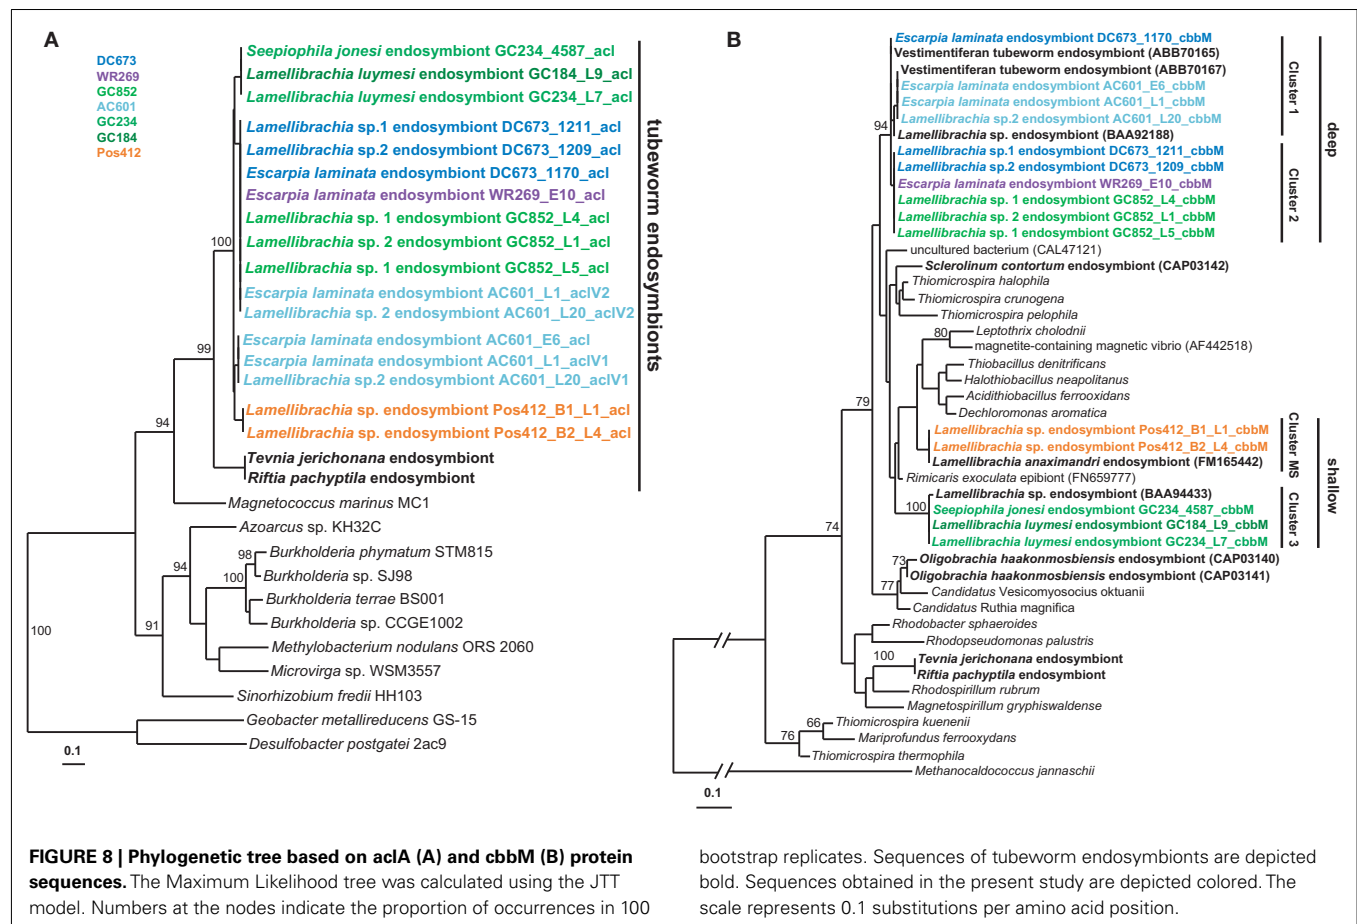 A
DC673
WR269
GC852
AC601
GC234
GC184
Pos412
Seepiophila jonesi endosymbiont GC234_4587_acl
Lamellibrachia luymesi endosymbiont GC184_L9_acl
Lamellibrachia luymesi endosymbiont GC234_L7_acl
Lamellibrachia sp.1 endosymbiont DC673_1211_acl
Lamellibrachia sp.2 endosymbiont DC673_1209_acl
Escarpia laminata endosymbiont DC673_1170_acl
Escarpia laminata endosymbiont WR269_E10_acl
Lamellibrachia sp. 1 endosymbiont GC852_L4_acl
Lamellibrachia sp. 2 endosymbiont GC852_L1_acl
Lamellibrachia sp. 1 endosymbiont GC852_L5_acl
Escarpia laminata endosymbiont AC601_L1_aclV2
Lamellibrachia sp. 2 endosymbiont AC601_L20_aclV2
Escarpia laminata endosymbiont AC601_E6_acl
Escarpia laminata endosymbiont AC601_L1_aclV1
Lamellibrachia sp.2 endosymbiont AC601_L20_aclV1
Lamellibrachia sp. endosymbiont Pos412_B1_L1_acl
Lamellibrachia sp. endosymbiont Pos412_B2_L4_acl
Tevnia jerichonana endosymbiont
Riftia pachyptila endosymbiont
Magnetococcus marinus MC1
Azoarcus sp. KH32C
Burkholderia phymatum STM815
Burkholderia sp. SJ98
Burkholderia terrae BS001
Burkholderia sp. CCGE1002
Methylobacterium nodulans ORS 2060
Microvirga sp. WSM3557
Sinorhizobium fredii HH103
Geobacter metallireducens GS-15
Desulfobacter postgatei 2ac9
tubeworm endosymbionts
100
99
94
98
94
100
91
100
0.1
B
Escarpia laminata endosymbiont DC673_1170_cbbM
Vestimentiferan tubeworm endosymbiont (ABB70165)
Vestimentiferan tubeworm endosymbiont (ABB70167)
Escarpia laminata endosymbiont AC601_E6_cbbM
Escarpia laminata endosymbiont AC601_L1_cbbM
Lamellibrachia sp.2 endosymbiont AC601_L20_cbbM
Lamellibrachia sp. endosymbiont (BAA92188)
Lamellibrachia sp.1 endosymbiont DC673_1211_cbbM
Lamellibrachia sp.2 endosymbiont DC673_1209_cbbM
Escarpia laminata endosymbiont WR269_E10_cbbM
Lamellibrachia sp. 1 endosymbiont GC852_L4_cbbM
Lamellibrachia sp. 2 endosymbiont GC852_L1_cbbM
Lamellibrachia sp. 1 endosymbiont GC852_L5_cbbM
uncultured bacterium (CAL47121)
Sclerolinum contortum endosymbiont (CAP03142)
Thiomicrospira halophila
Thiomicrospira crunogena
Thiomicrospira pelophila
Leptothrix cholodnii
magnetite-containing magnetic vibrio (AF442518)
Thiobacillus denitrificans
Halothiobacillus neapolitanus
Acidithiobacillus ferrooxidans
Dechloromonas aromatica
Lamellibrachia sp. endosymbiont Pos412_B1_L1_cbbM
Lamellibrachia sp. endosymbiont Pos412_B2_L4_cbbM
Lamellibrachia anaximandri endosymbiont (FM165442)
Rimicaris exoculata epibiont (FN659777)
Lamellibrachia sp. endosymbiont (BAA94433)
Seepiophila jonesi endosymbiont GC234_4587_cbbM
Lamellibrachia luymesi endosymbiont GC184_L9_cbbM
Lamellibrachia luymesi endosymbiont GC234_L7_cbbM
Oligobrachia haakonmosbiensis endosymbiont (CAP03140)
Oligobrachia haakonmosbiensis endosymbiont (CAP03141)
Candidatus Vesicomyosocius oktuanii
Candidatus Ruthia magnifica
Rhodobacter sphaeroides
Rhodopseudomonas palustris
Tevnia jerichonana endosymbiont
Riftia pachyptila endosymbiont
Rhodospirillum rubrum
Magnetospirillum gryphiswaldense
Thiomicrospira kuenenii
Mariprofundus ferrooxydans
Thiomicrospira thermophila
Methanocaldococcus jannaschii
Cluster 1
Cluster 2
deep
Cluster MS
Cluster 3
shallow
94
80
79
100
74
73
77
100
66
76
0.1
FIGURE 8 | Phylogenetic tree based on aclA (A) and cbbM (B) protein
sequences. The Maximum Likelihood tree was calculated using the JTT
model. Numbers at the nodes indicate the proportion of occurrences in 100
bootstrap replicates. Sequences of tubeworm endosymbionts are depicted
bold. Sequences obtained in the present study are depicted colored. The
scale represents 0.1 substitutions per amino acid position.